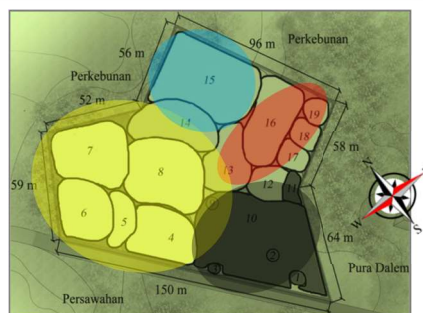 56 m
96 m
Perkebunan
Perkebunan
15
52 m
19
16
14
18
58 m
7
17
8
13
59 m
12
11
N
6
5
10
W
S
4
64 m
2
3
1
Pura Dalem
150 m
Persawahan